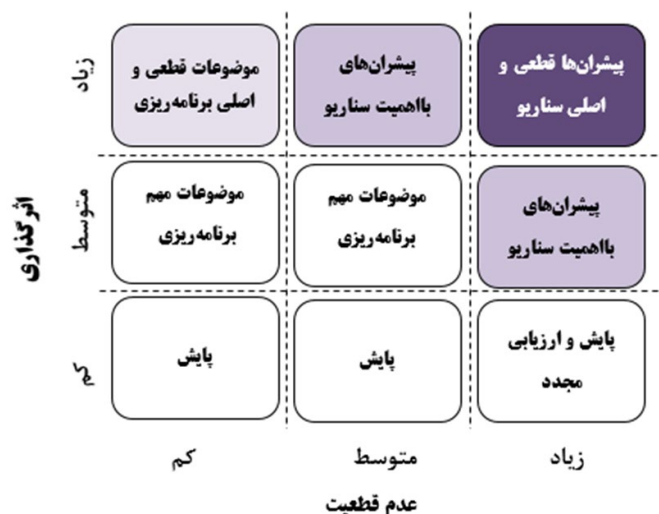 زیاد
پیشران‌ها قطعی و
اصلی سناریو
پیشران‌های
بااهمیت سناریو
موضوعات قطعی و
اصلی برنامه‌ریزی
اثرگذاری
متوسط
پیشران‌های
بااهمیت سناریو
موضوعات مهم
برنامه‌ریزی
موضوعات مهم
برنامه‌ریزی
کم
پایش و ارزیابی
مجدد
پایش
پایش
زیاد
متوسط
کم
عدم قطعیت